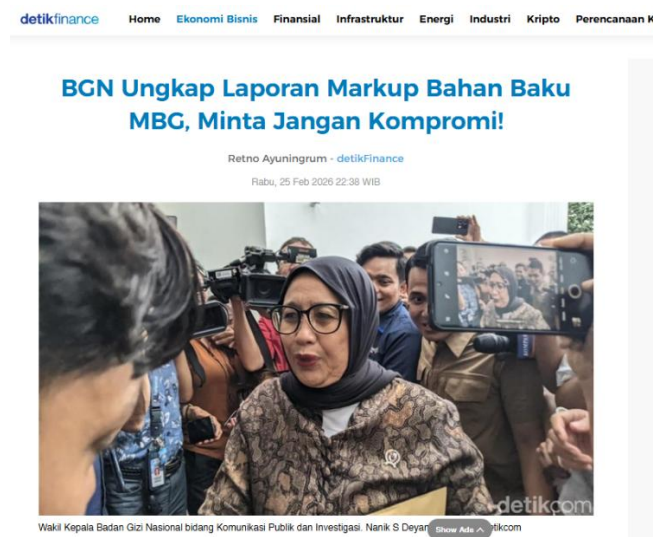 detikfinance Home Ekonomi Bisnis Finansial Infrastruktur Energi Industri Kripto Perencanaan K
BGN Ungkap Laporan Markup Bahan Baku
MBG, Minta Jangan Kompromi!
Retno Ayuningrum - detikFinance
Rabu, 25 Feb 2026 22:38 WIB
detikcom
Wakil Kepala Badan Gizi Nasional bidang Komunikasi Publik dan Investigasi. Nanik S Deyan
Show Ads
tikcom